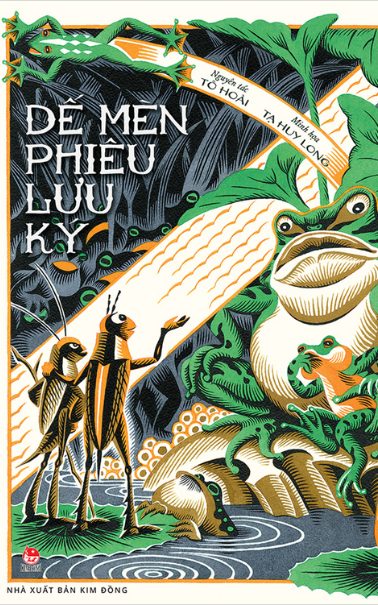 Nguyên tác
TÔ HOÀI
Minh họa
TẠ HUY LONG
DẾ MEN
PHIÊU
LƯU
KÝ
NHÀ XUẤT BẢN KIM ĐỒNG